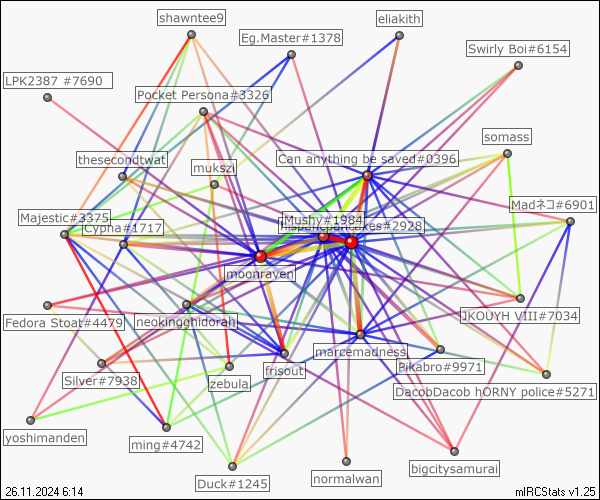 shawntee9
eliakith
Eg.Master#1378
Swirly Boi#6154
LPK2387 #7690
Pocket Persona#3326
somass
thesecondtwat
Can anything be saved#0396
mukszi
Madネコ#6901
Majestic#3375
Mushy#1984
Cypha#1717
moonraven
Fedora Stoat#4479
neokinghidorah
JKOUYH VIII#7034
marcemadness
frisout
Pikabro#9971
Silver#7938
zebula
DacobDacob hORNY police#5271
yoshimanden
ming#4742
bigcitysamurai
normalwan
Duck#1245
26.11.2024 6:14
mIRCStats v1.25